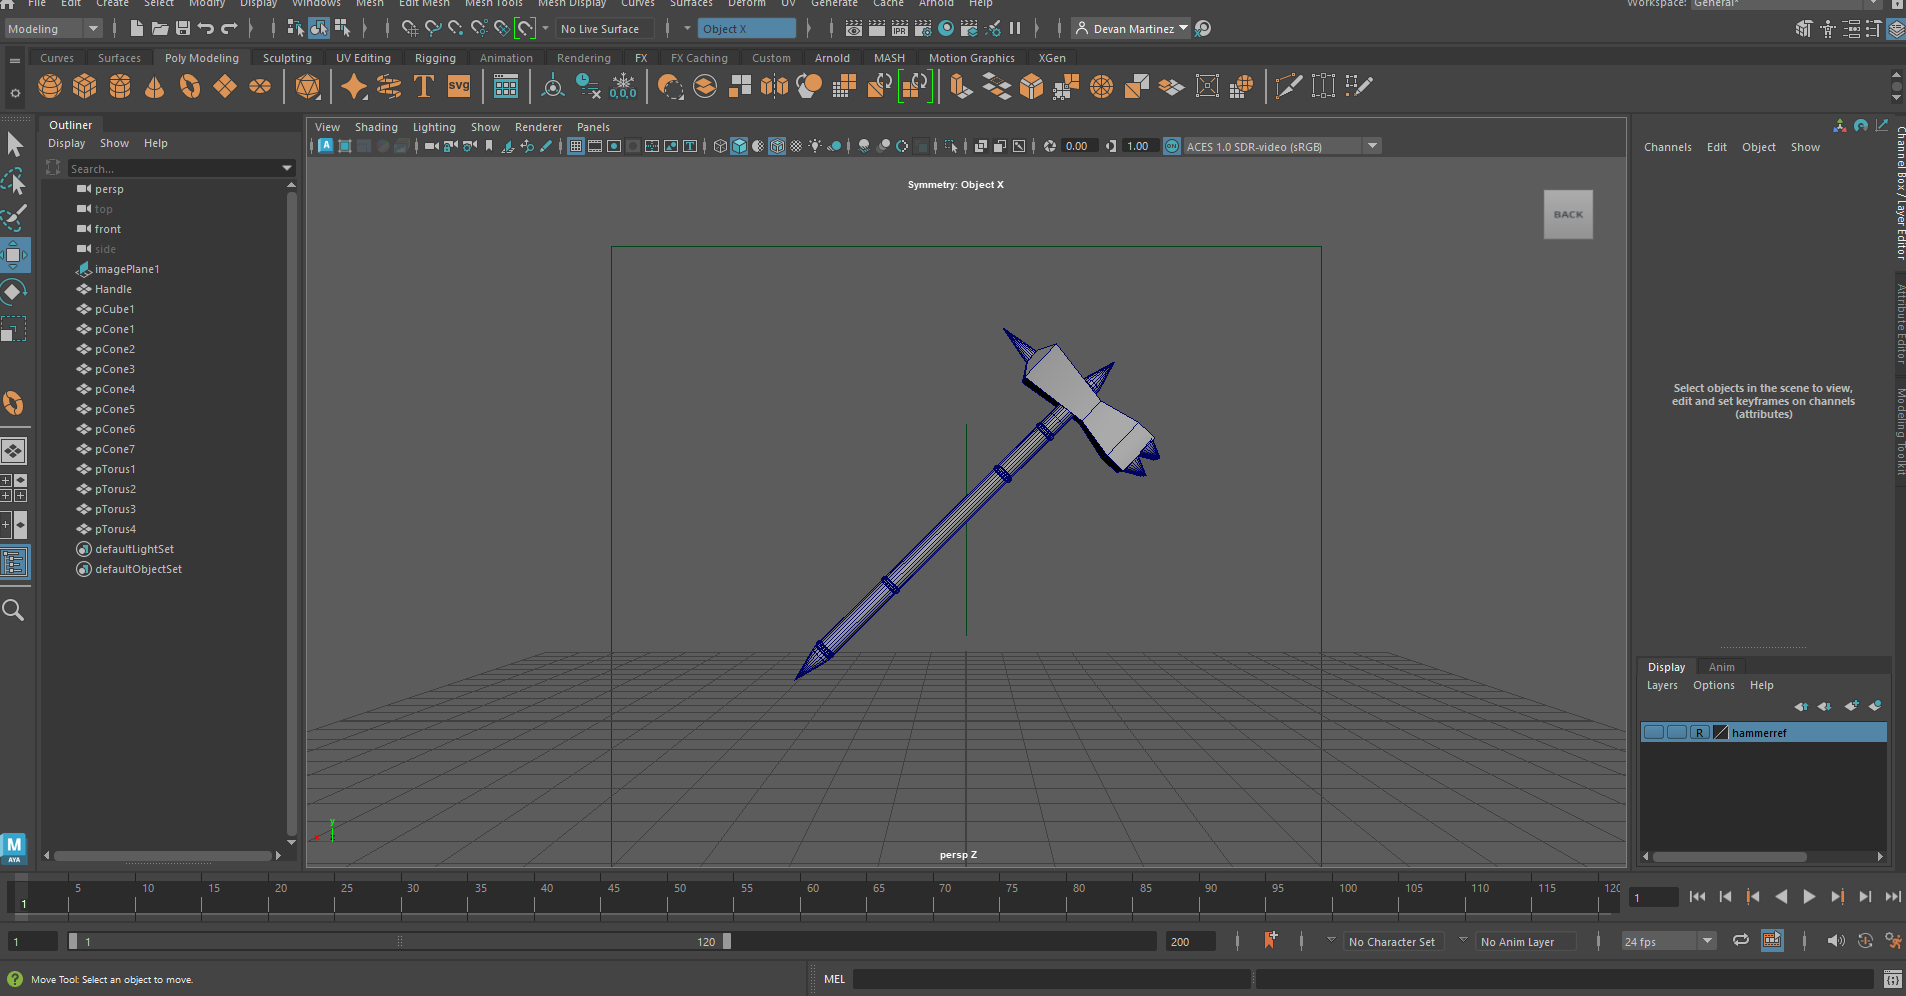 File Edit Create Select Modify Display Windows Mesh Edit Mesh Mesh Tools Mesh Display Curves Surfaces Deform UV Generate Cache Arnold Help Workspace: General*
Modeling No Live Surface Object X IPR Devan Martinez
Curves Surfaces Poly Modeling Sculpting UV Editing Rigging Animation Rendering FX FX Caching Custom Arnold MASH Motion Graphics XGen
T SVG 0,0,0
Outliner
Display Show Help
Search...
persp
top
front
side
imagePlane1
Handle
pCube1
pCone1
pCone2
pCone3
pCone4
pCone5
pCone6
pCone7
pTorus1
pTorus2
pTorus3
pTorus4
defaultLightSet
defaultObjectSet
M
AYA
View Shading Lighting Show Renderer Panels
A 0.00 1.00 ON ACES 1.0 SDR-video (sRGB)
Symmetry: Object X
BACK
y
persp Z
Channels Edit Object Show
Channel Box / Layer Editor
Attribute Editor
Modeling Toolkit
Select objects in the scene to view,
edit and set keyframes on channels
(attributes)
Display Anim
Layers Options Help
R hammerref
5 10 15 20 25 30 35 40 45 50 55 60 65 70 75 80 85 90 95 100 105 110 115 120
1 1
1 1 120 200 No Character Set No Anim Layer 24 fps
? Move Tool: Select an object to move. MEL